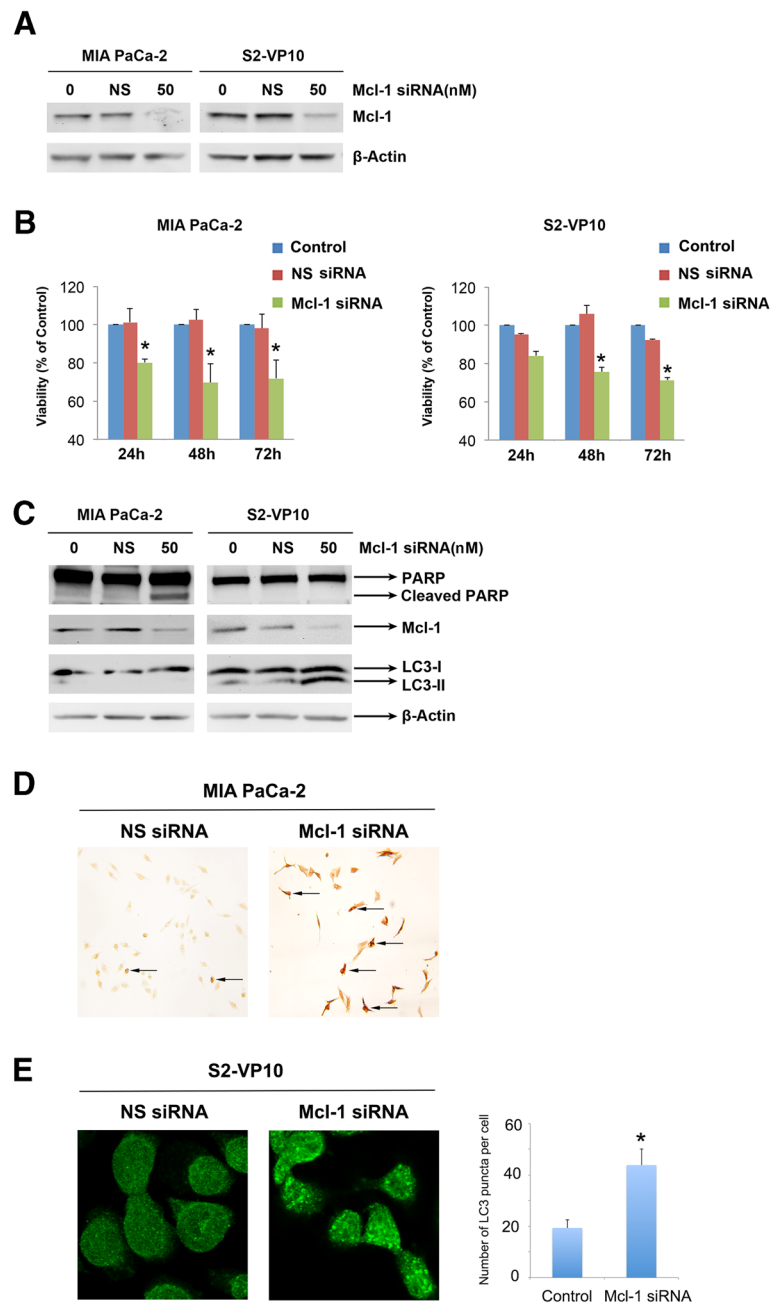 A
MIA PaCa-2 S2-VP10
0 NS 50 0 NS 50 Mcl-1 siRNA(nM)
Mcl-1
β-Actin
B
MIA PaCa-2
Control
NS siRNA
Mcl-1 siRNA
Viability (% of Control)
120
100
80
60
40
* * *
24h 48h 72h
S2-VP10
Control
NS siRNA
Mcl-1 siRNA
Viability (% of Control)
120
100
80
60
40
* *
24h 48h 72h
C
MIA PaCa-2 S2-VP10
0 NS 50 0 NS 50 Mcl-1 siRNA(nM)
PARP
Cleaved PARP
Mcl-1
LC3-I
LC3-II
β-Actin
D
MIA PaCa-2
NS siRNA Mcl-1 siRNA
E
S2-VP10
NS siRNA Mcl-1 siRNA
Number of LC3 puncta per cell
60
40
20
0
*
Control Mcl-1 siRNA